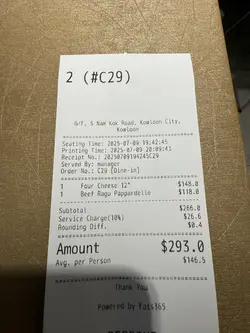 2 (#C29)
G/F, 5 Nam Kok Road, Kowloon City,
Kowloon
Seating Time: 2025-07-09 19:42:45
Printing Time: 2025-07-09 20:09:41
Receipt No.: 20250709194245C29
Served By: manager
Order No.: C29 [Dine-in]
1 Four Cheese 12" $148.0
1 Beef Ragu Pappardelle $118.0
Subtotal $266.0
Service Charge(10%) $26.6
Rounding Diff. $0.4
Amount $293.0
Avg. per Person $146.5
Thank You
Powered by Eats365